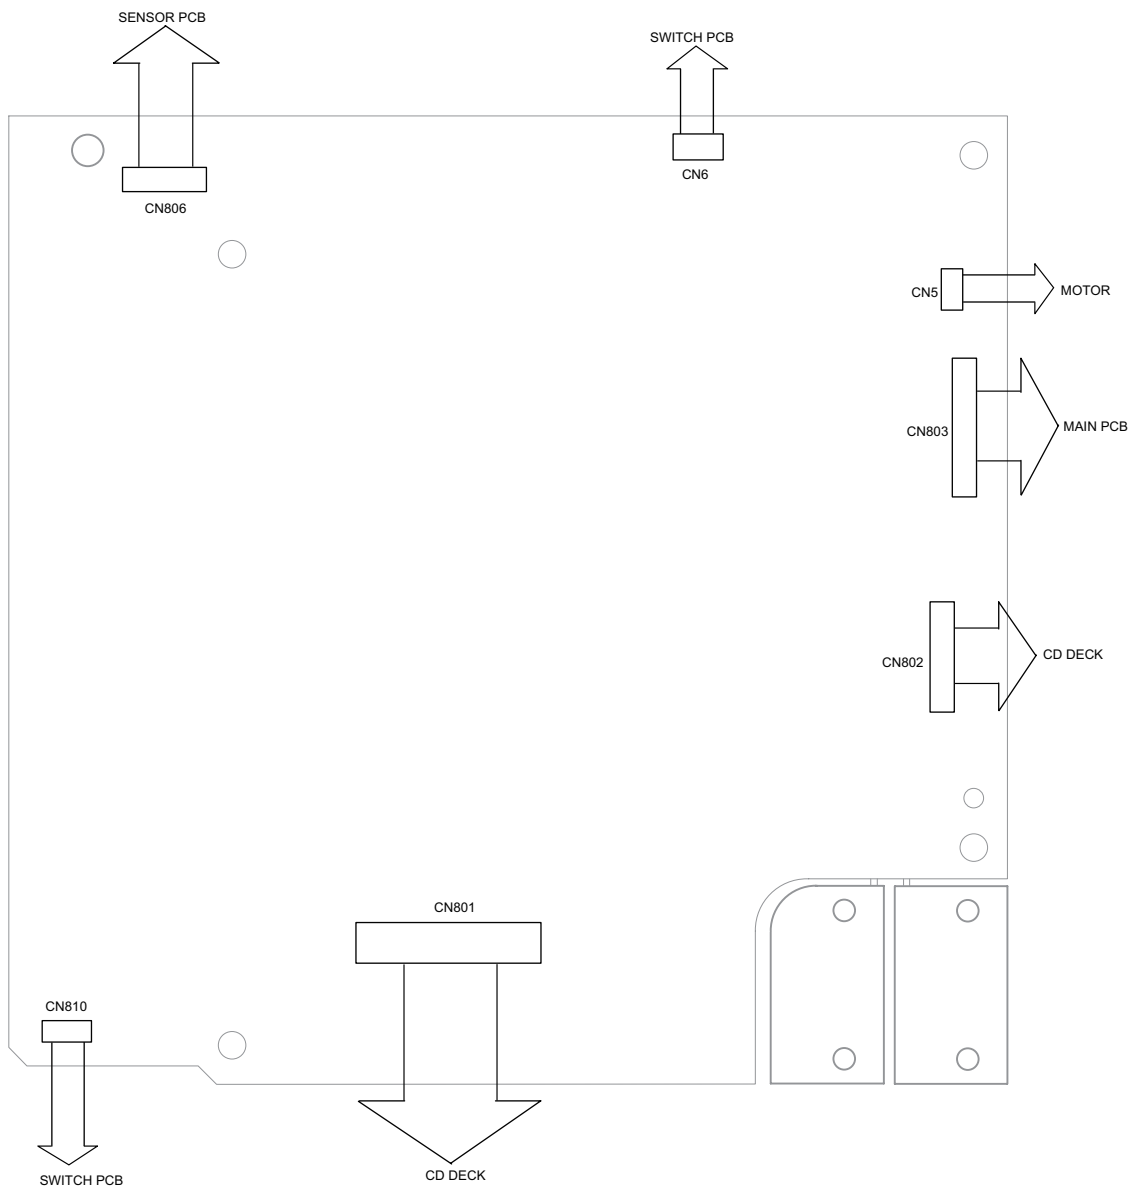 SENSOR PCB
SWITCH PCB
CN6
CN806
CN5
MOTOR
CN803
MAIN PCB
CN802
CD DECK
CN801
CN810
CD DECK
SWITCH PCB